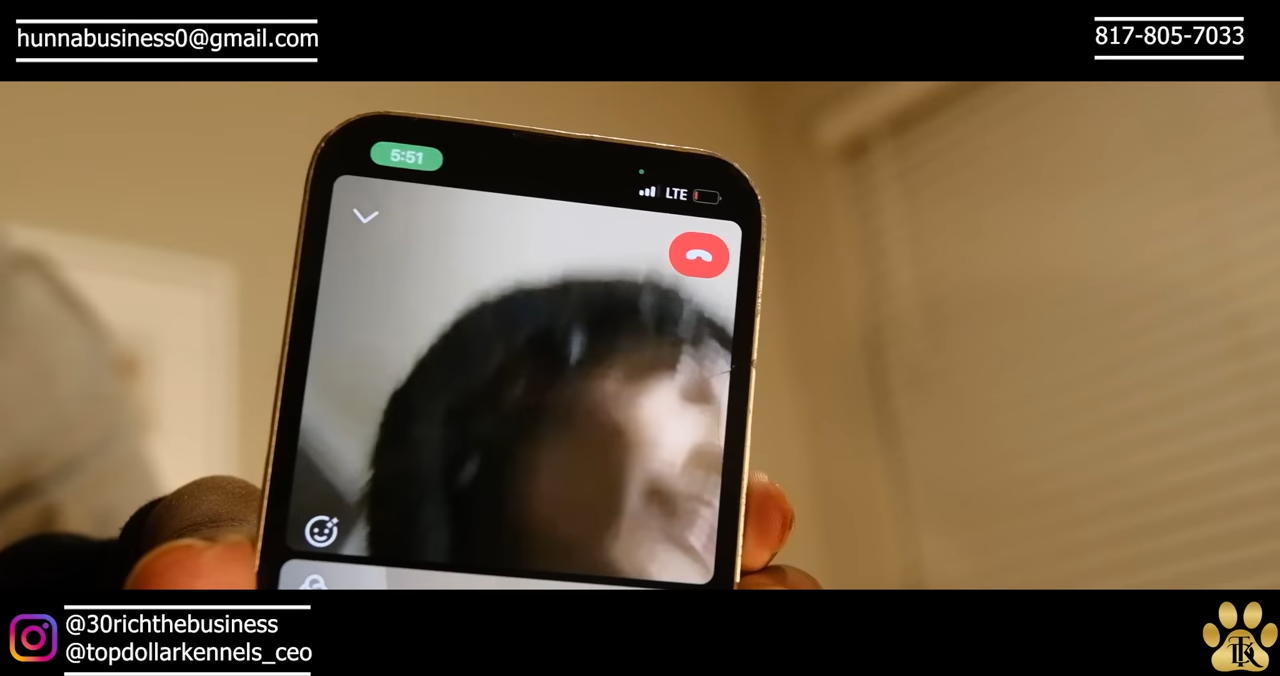 hunnabusiness0@gmail.com
817-805-7033
5:51
LTE
@30richthebusiness
@topdollarkennels_ceo